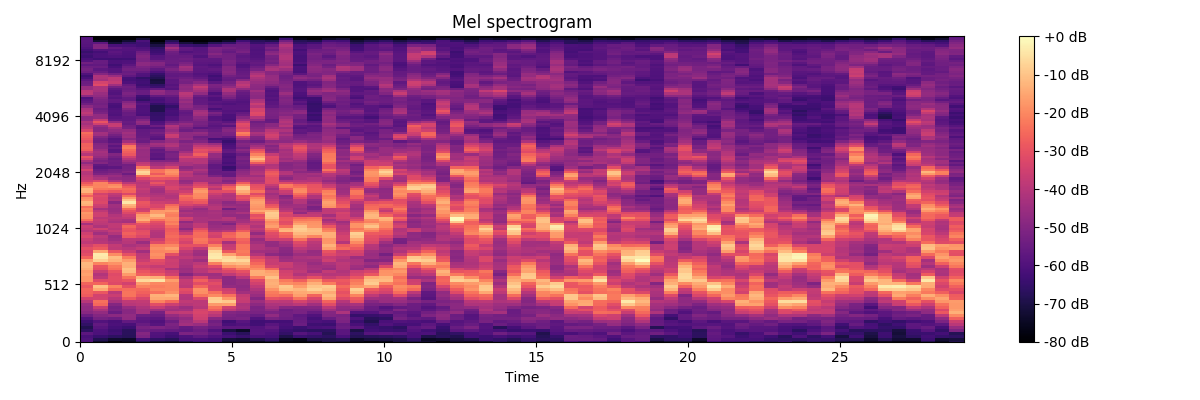 Mel spectrogram
8192
4096
2048
1024
512
0
Hz
0 5 10 15 20 25
Time
+0 dB
-10 dB
-20 dB
-30 dB
-40 dB
-50 dB
-60 dB
-70 dB
-80 dB